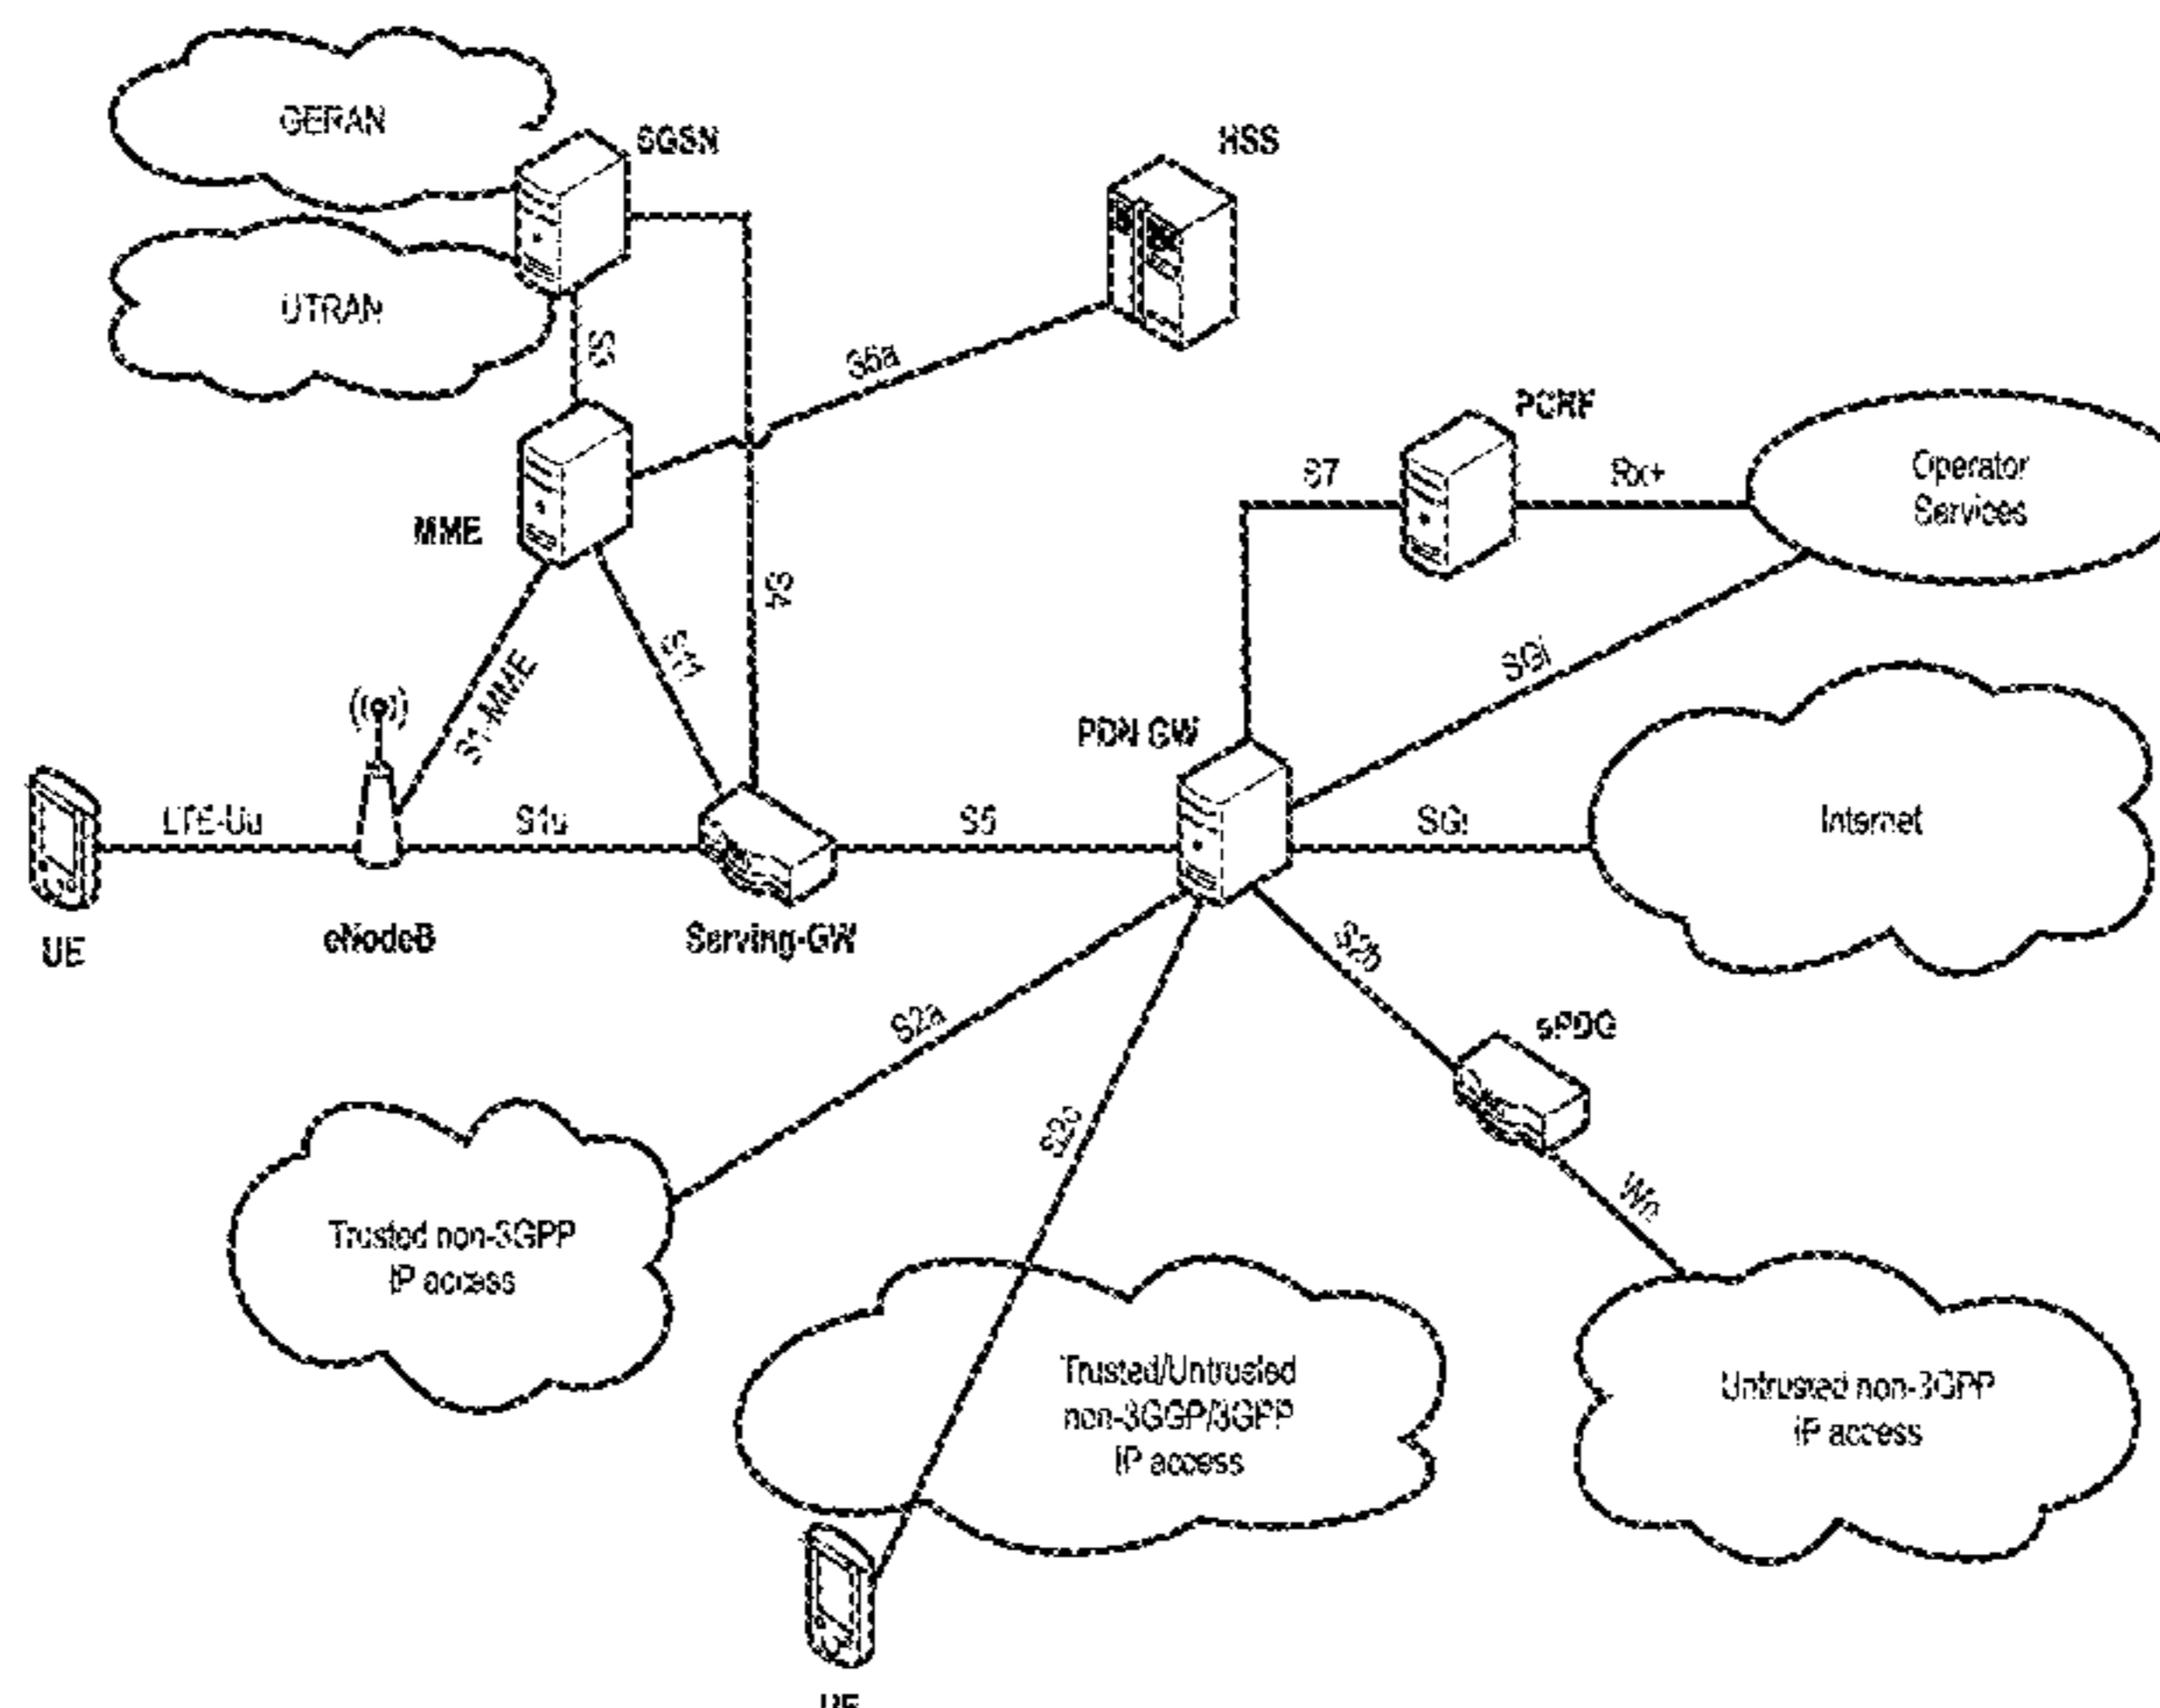 GERAN
SGSN
HSS
UTRAN
S3
S5a
PCRF
S7
Rx+
Operator
Services
MME
S4
S11
S1-MME
SGi
PDN GW
LTE-Uu
S1u
S5
SGi
Internet
UE
eNodeB
Serving-GW
S2b
S2a
ePDG
S2c
Trusted non-3GPP
IP access
Trusted/Untrusted
non-3GGP/3GPP
IP access
Untrusted non-3GPP
IP access
UE